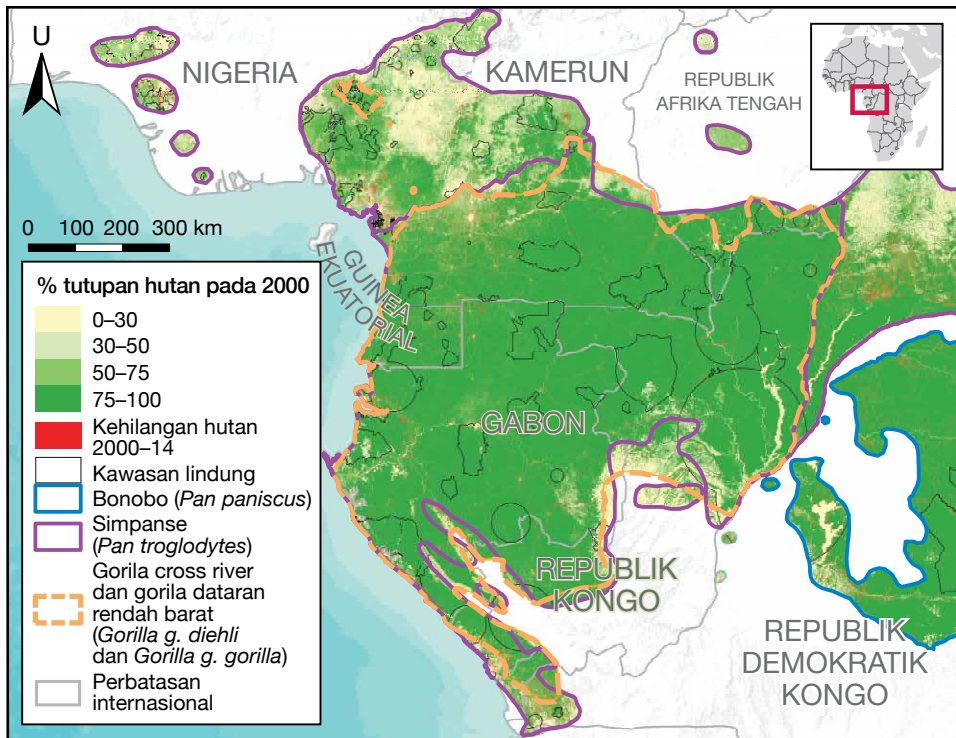 U
NIGERIA
KAMERUN
REPUBLIK
AFRIKA TENGAH
0 100 200 300 km
GUINEA
EKUATORIAL
GABON
REPUBLIK
KONGO
REPUBLIK
DEMOKRATIK
KONGO
% tutupan hutan pada 2000
0–30
30–50
50–75
75–100
Kehilangan hutan
2000–14
Kawasan lindung
Bonobo (Pan paniscus)
Simpanse
(Pan troglodytes)
Gorila cross river
dan gorila dataran
rendah barat
(Gorilla g. diehli
dan Gorilla g. gorilla)
Perbatasan
internasional